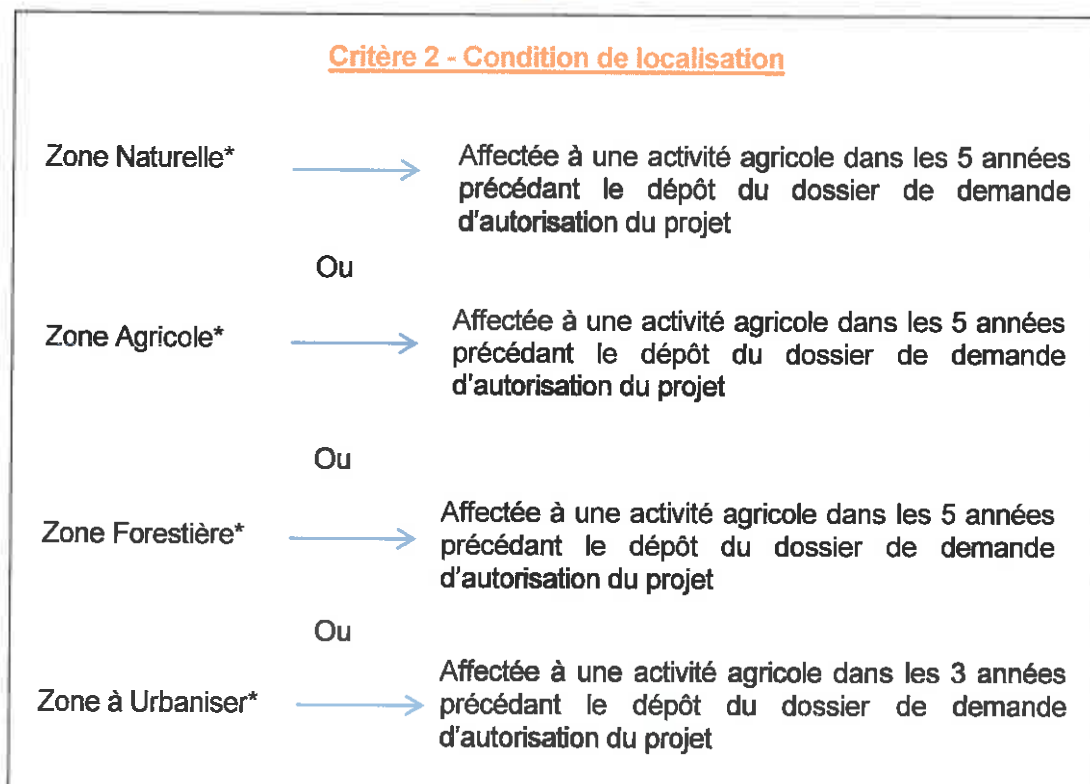 Critère 2 - Condition de localisation
Zone Naturelle*
Affectée à une activité agricole dans les 5 années
précédant le dépôt du dossier de demande
d'autorisation du projet
Ou
Zone Agricole*
Affectée à une activité agricole dans les 5 années
précédant le dépôt du dossier de demande
d'autorisation du projet
Ou
Zone Forestière*
Affectée à une activité agricole dans les 5 années
précédant le dépôt du dossier de demande
d'autorisation du projet
Ou
Zone à Urbaniser*
Affectée à une activité agricole dans les 3 années
précédant le dépôt du dossier de demande
d'autorisation du projet